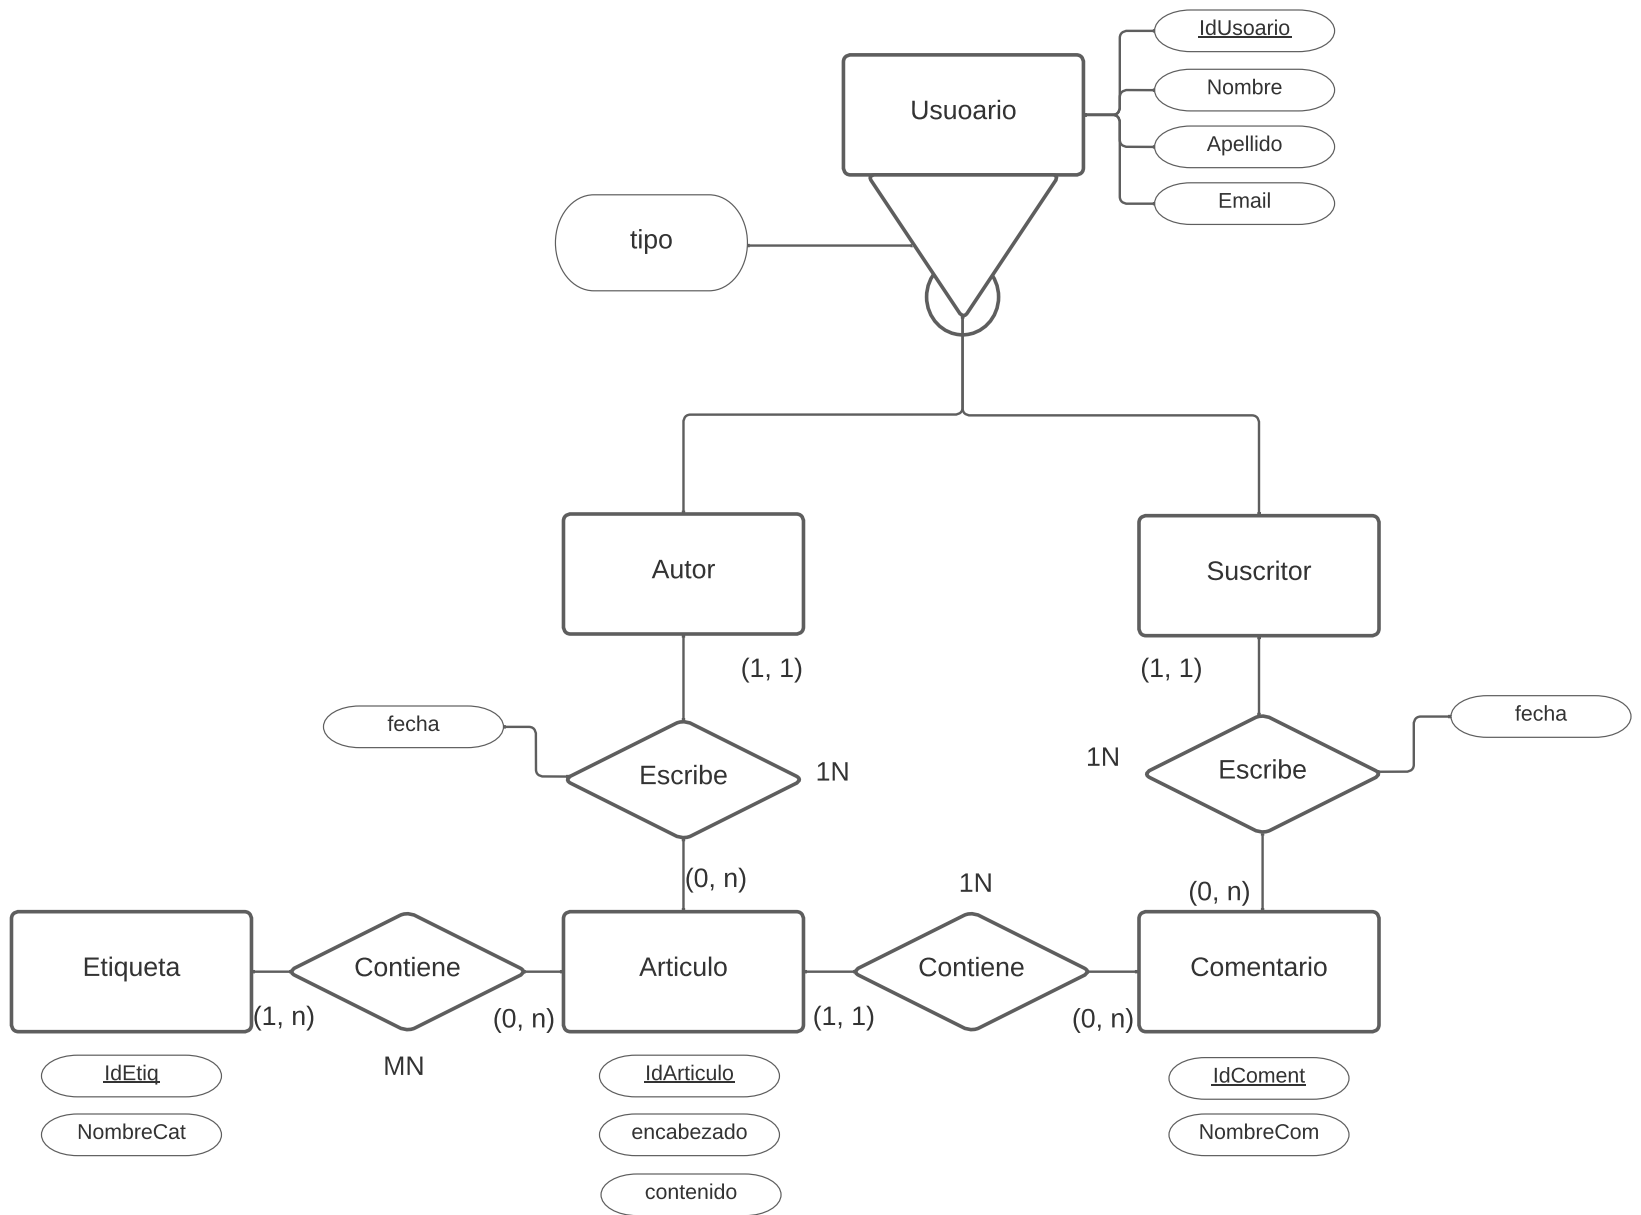 IdUsoario
Usuoario
Nombre
Apellido
Email
tipo
Autor
Suscritor
(1, 1)
(1, 1)
fecha
fecha
Escribe
1N
1N
Escribe
(0, n)
1N
(0, n)
Etiqueta
Contiene
Articulo
Contiene
Comentario
(1, n)
(0, n)
(1, 1)
(0, n)
MN
IdEtiq
IdArticulo
IdComent
NombreCat
encabezado
NombreCom
contenido